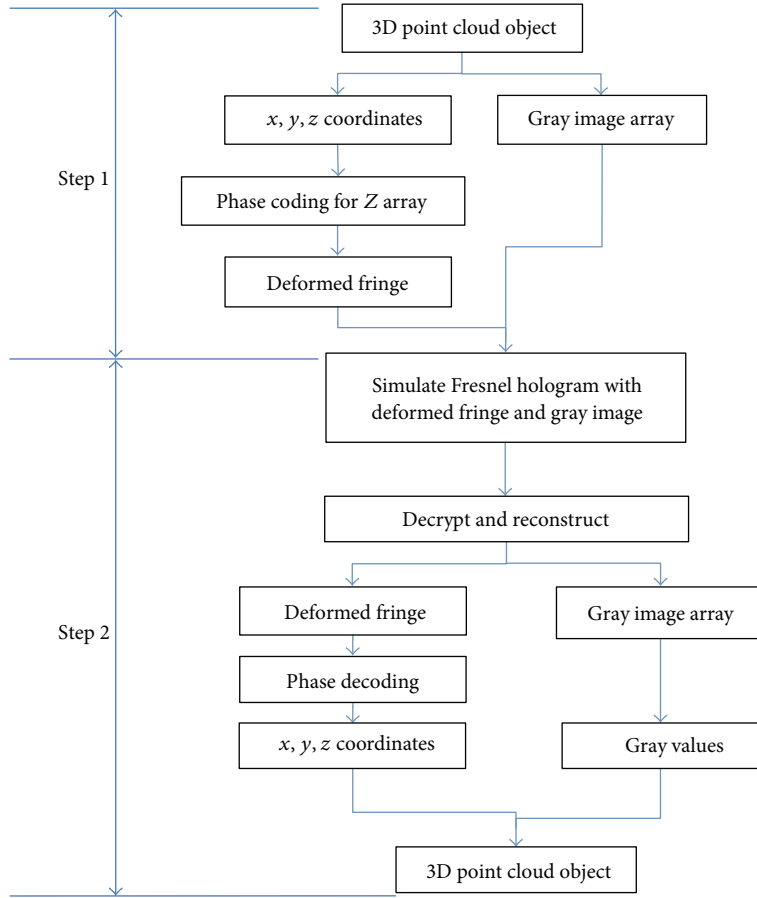 3D point cloud object
x, y, z coordinates
Gray image array
Step 1
Phase coding for Z array
Deformed fringe
Simulate Fresnel hologram with
deformed fringe and gray image
Decrypt and reconstruct
Deformed fringe
Gray image array
Step 2
Phase decoding
x, y, z coordinates
Gray values
3D point cloud object